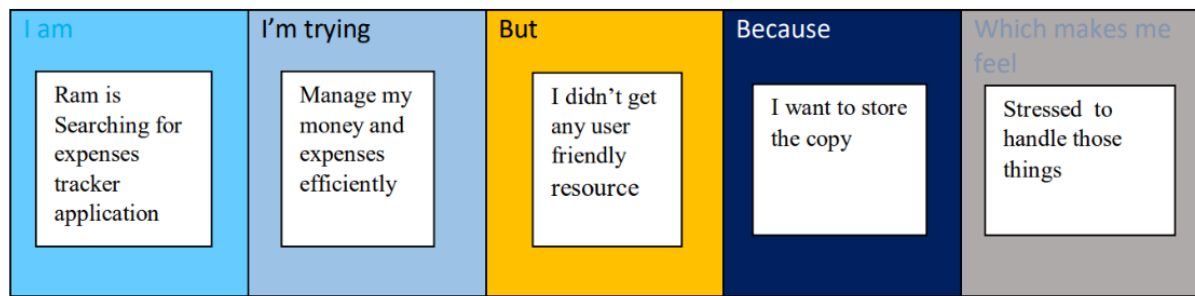 I am
Ram is
Searching for
expenses
tracker
application
I'm trying
Manage my
money and
expenses
efficiently
But
I didn't get
any user
friendly
resource
Because
I want to store
the copy
Which makes me
feel
Stressed to
handle those
things